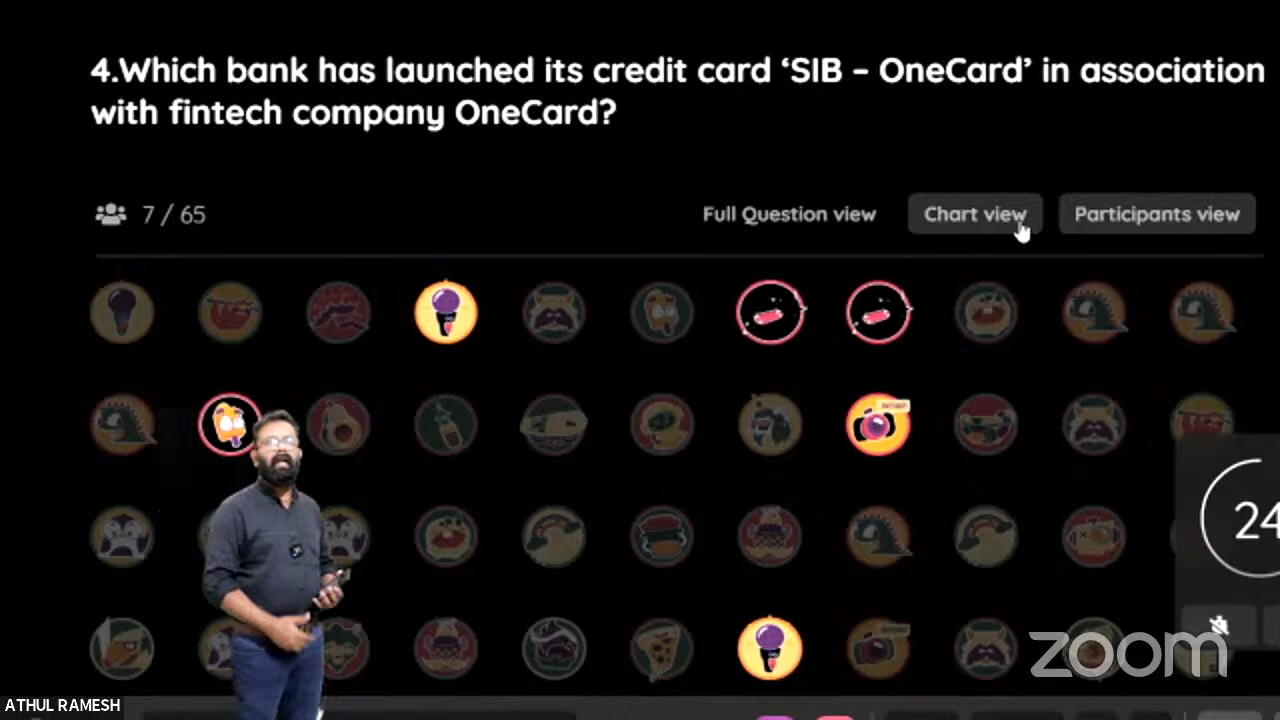 4.Which bank has launched its credit card ‘SIB – OneCard’ in association
with fintech company OneCard?
7 / 65
Full Question view
Chart view
Participants view
24
zoom
ATHUL RAMESH